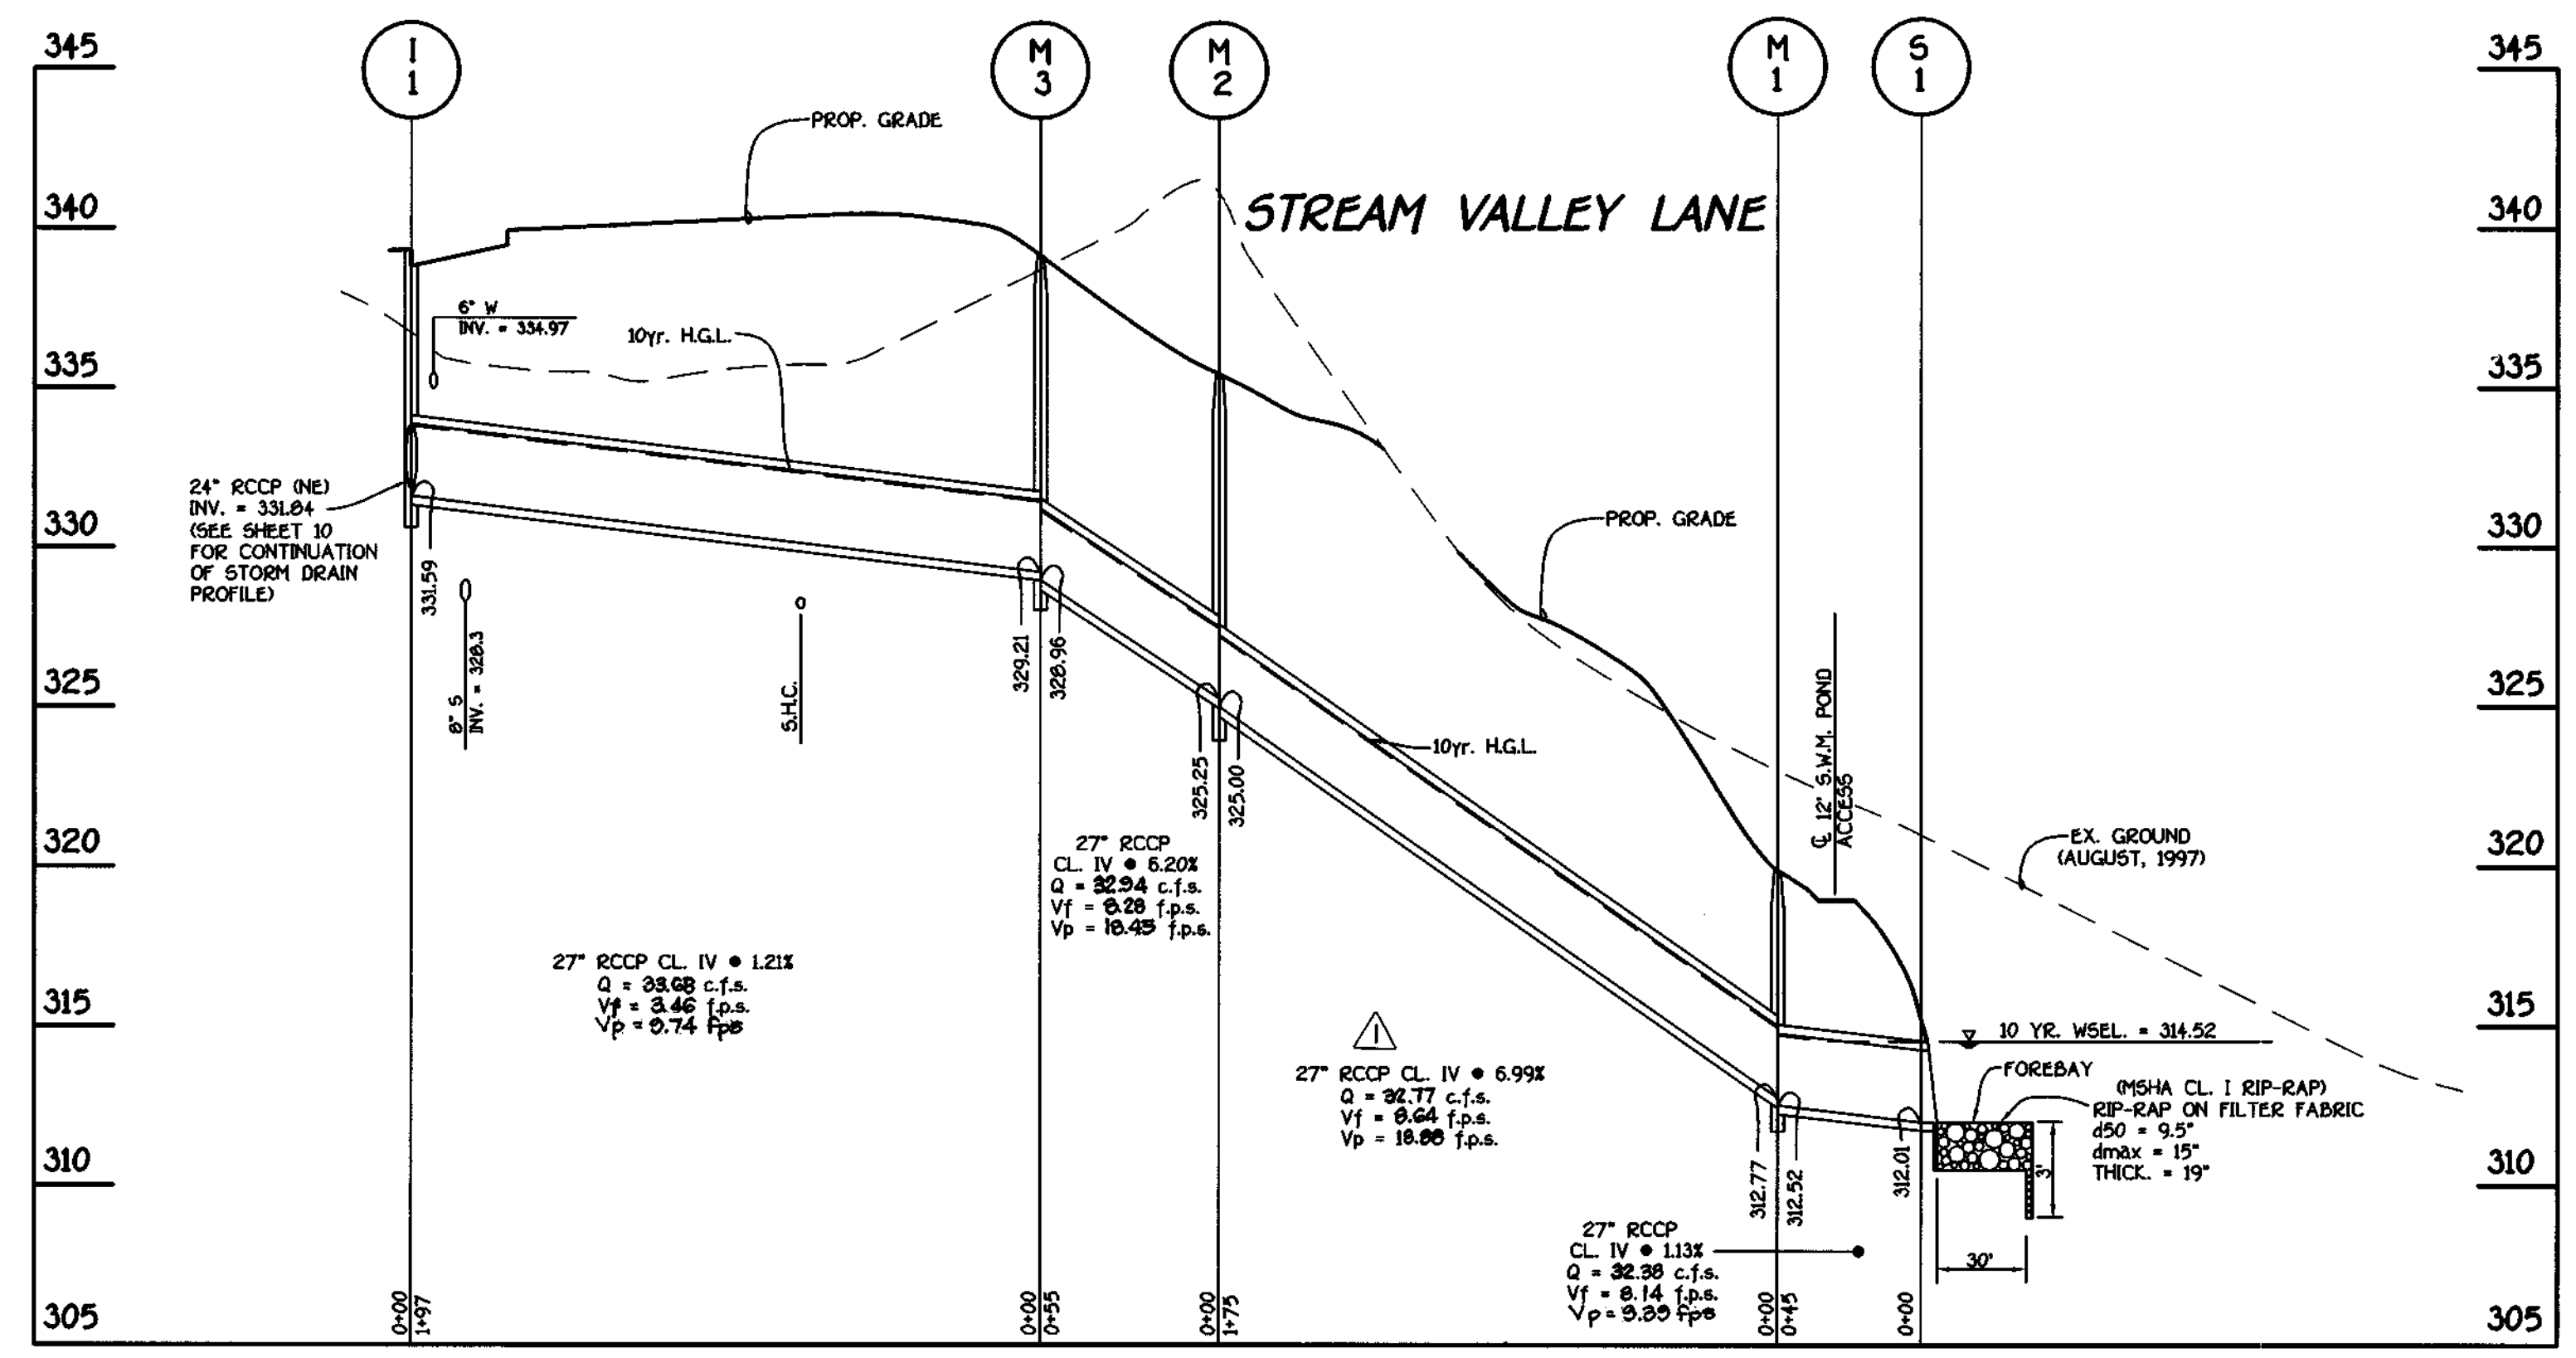 345
I
1
M
3
M
2
M
1
S
1
345
PROP. GRADE
340
STREAM VALLEY LANE
340
6" W
INV. = 334.97
10yr. H.G.L.
335
335
24" RCCP (NE)
INV. = 331.84
(SEE SHEET 10
FOR CONTINUATION
OF STORM DRAIN
PROFILE)
331.59
PROP. GRADE
330
330
8" S
INV. = 328.3
S.H.C.
329.21
328.96
325
325
325.25
325.00
10yr. H.G.L.
℄ 12' S.W.M. POND
ACCESS
320
320
EX. GROUND
(AUGUST, 1997)
27" RCCP
CL. IV ● 6.20%
Q = 32.94 c.f.s.
Vf = 8.28 f.p.s.
Vp = 18.45 f.p.s.
27" RCCP CL. IV ● 1.21%
Q = 33.68 c.f.s.
Vf = 8.46 f.p.s.
Vp = 9.74 fps
315
315
10 YR. WSEL. = 314.52
1
27" RCCP CL. IV ● 6.99%
Q = 32.77 c.f.s.
Vf = 8.64 f.p.s.
Vp = 18.88 f.p.s.
FOREBAY
(MSHA CL. I RIP-RAP)
RIP-RAP ON FILTER FABRIC
d50 = 9.5"
dmax = 15"
THICK. = 19"
310
310
312.77
312.52
312.01
3'
30'
27" RCCP
CL. IV ● 1.13%
Q = 32.38 c.f.s.
Vf = 8.14 f.p.s.
Vp = 9.39 fps
305
0+00
1+97
0+00
0+55
0+00
1+75
0+00
0+45
0+00
305